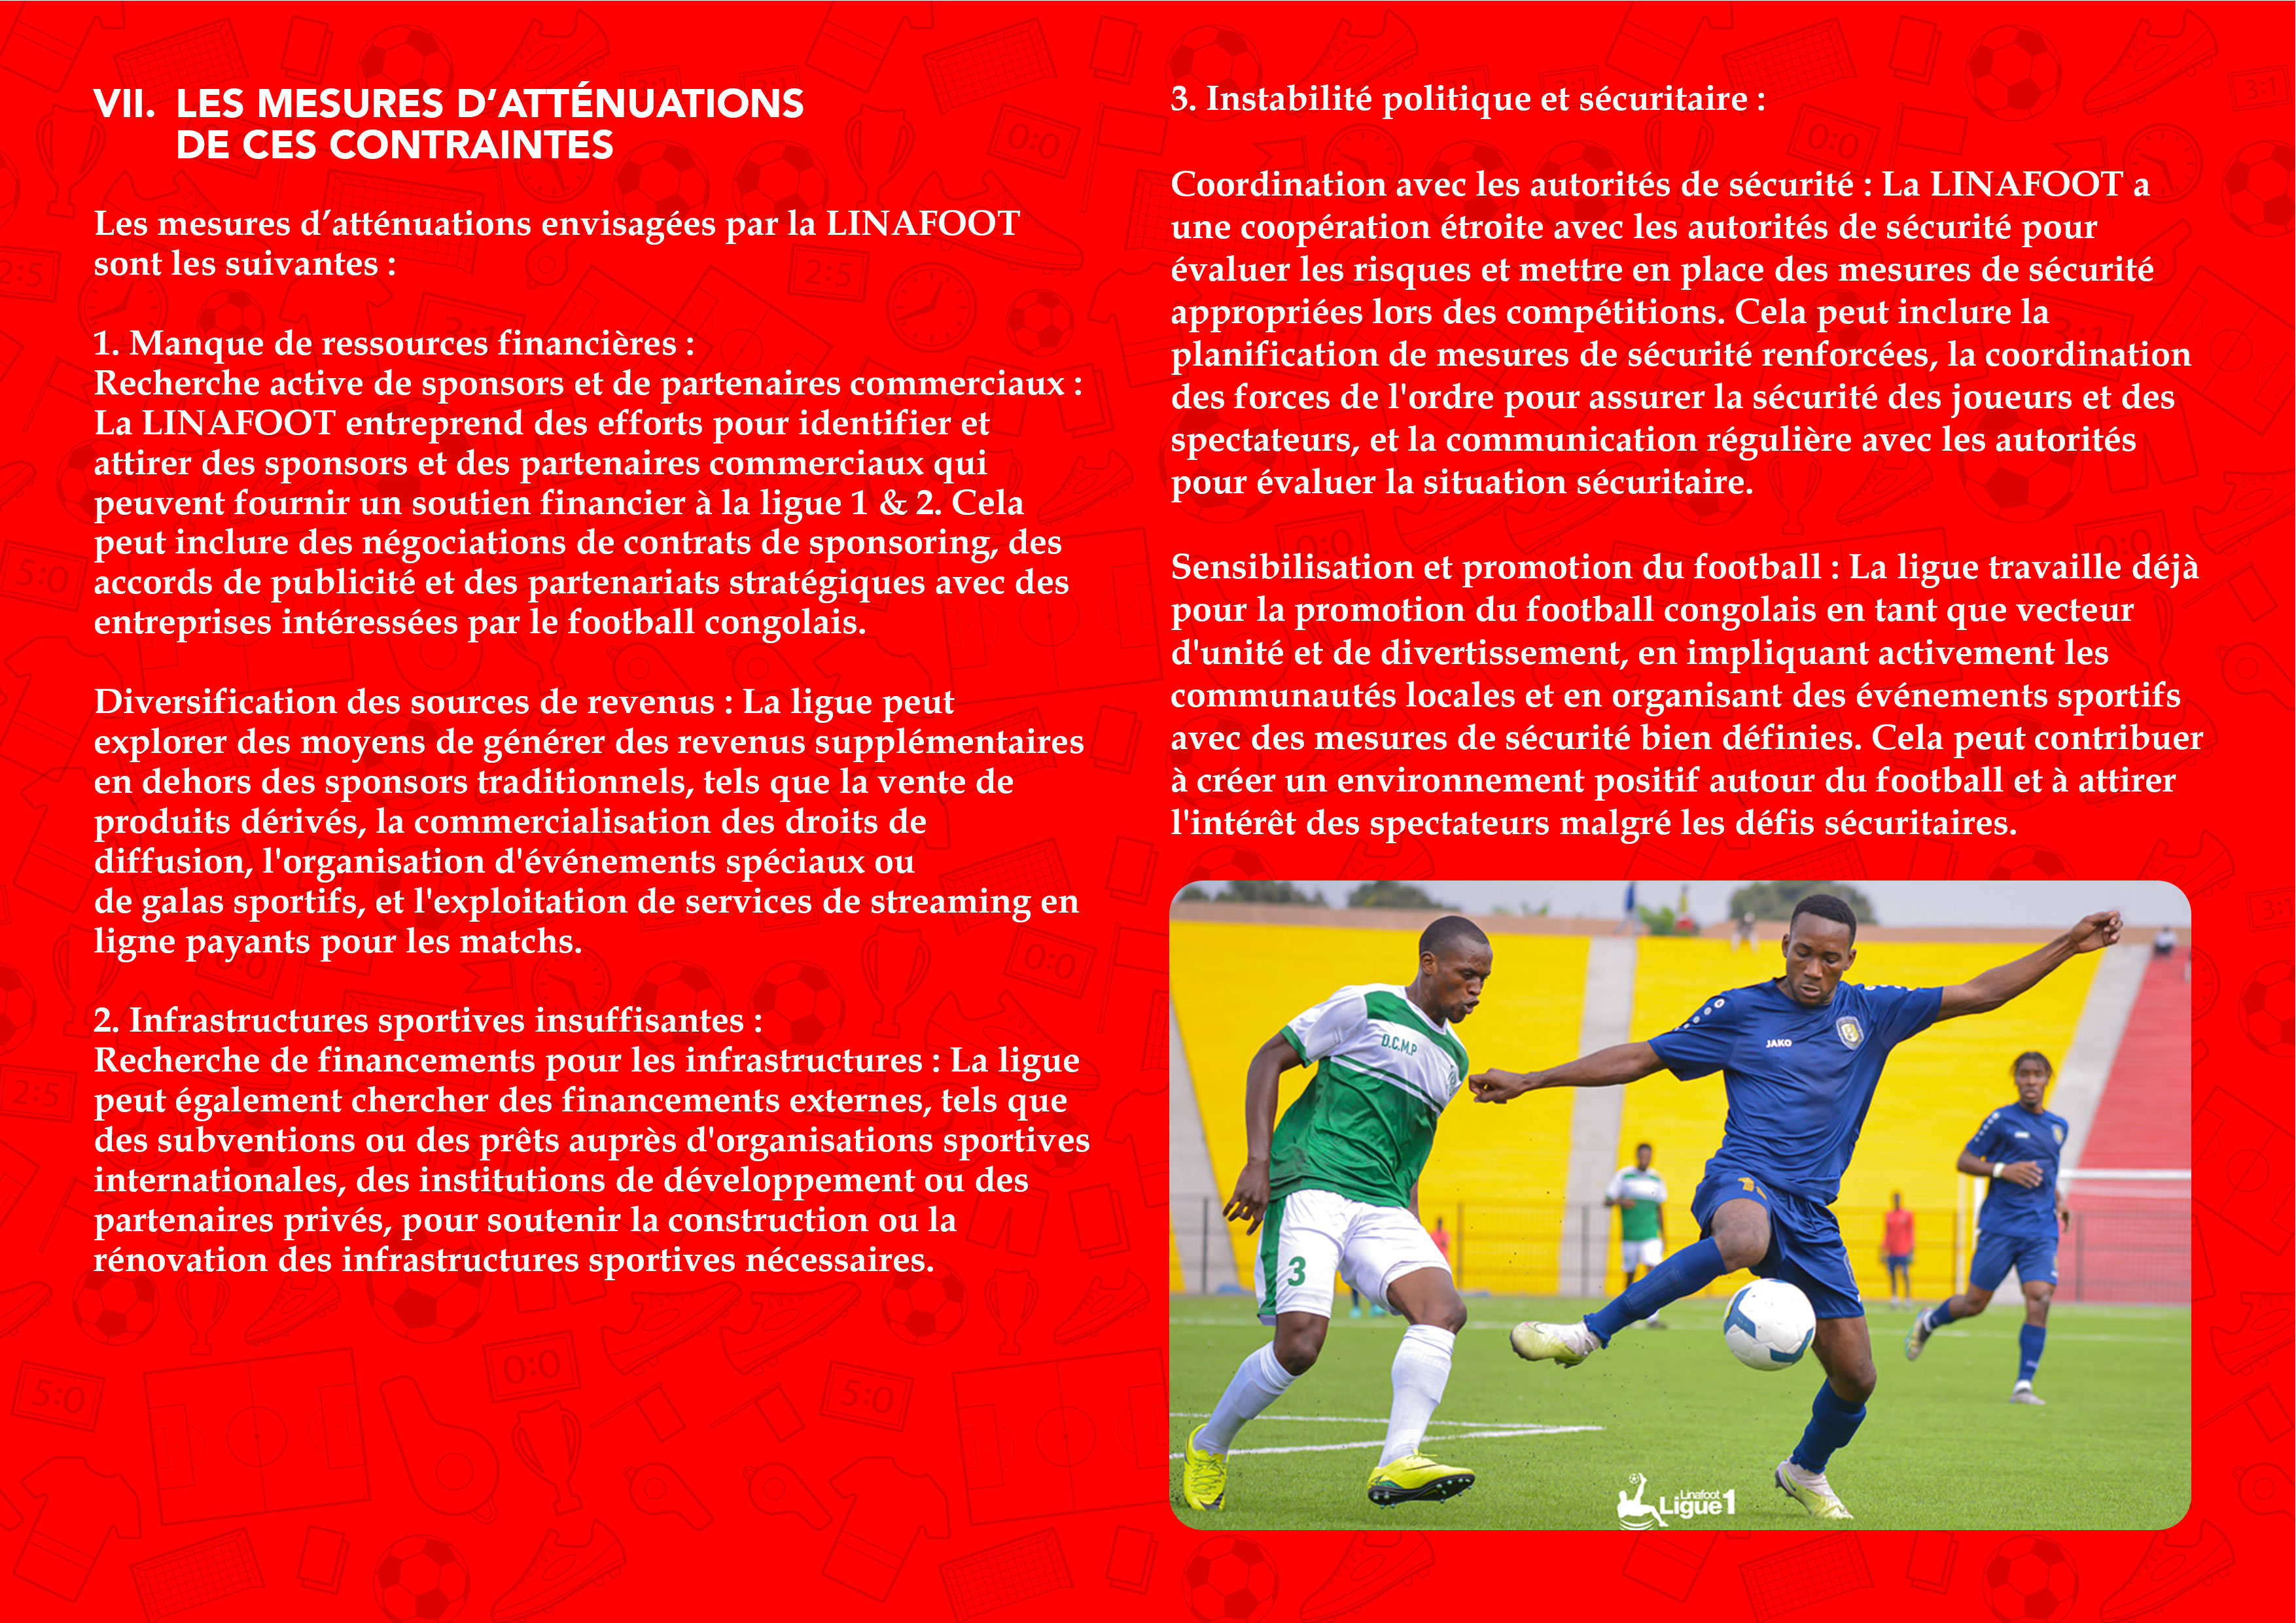 VII. LES MESURES D’ATTÉNUATIONS
DE CES CONTRAINTES
Les mesures d’atténuations envisagées par la LINAFOOT
sont les suivantes :
1. Manque de ressources financières :
Recherche active de sponsors et de partenaires commerciaux :
La LINAFOOT entreprend des efforts pour identifier et
attirer des sponsors et des partenaires commerciaux qui
peuvent fournir un soutien financier à la ligue 1 & 2. Cela
peut inclure des négociations de contrats de sponsoring, des
accords de publicité et des partenariats stratégiques avec des
entreprises intéressées par le football congolais.
Diversification des sources de revenus : La ligue peut
explorer des moyens de générer des revenus supplémentaires
en dehors des sponsors traditionnels, tels que la vente de
produits dérivés, la commercialisation des droits de
diffusion, l'organisation d'événements spéciaux ou
de galas sportifs, et l'exploitation de services de streaming en
ligne payants pour les matchs.
2. Infrastructures sportives insuffisantes :
Recherche de financements pour les infrastructures : La ligue
peut également chercher des financements externes, tels que
des subventions ou des prêts auprès d'organisations sportives
internationales, des institutions de développement ou des
partenaires privés, pour soutenir la construction ou la
rénovation des infrastructures sportives nécessaires.
3. Instabilité politique et sécuritaire :
Coordination avec les autorités de sécurité : La LINAFOOT a
une coopération étroite avec les autorités de sécurité pour
évaluer les risques et mettre en place des mesures de sécurité
appropriées lors des compétitions. Cela peut inclure la
planification de mesures de sécurité renforcées, la coordination
des forces de l'ordre pour assurer la sécurité des joueurs et des
spectateurs, et la communication régulière avec les autorités
pour évaluer la situation sécuritaire.
Sensibilisation et promotion du football : La ligue travaille déjà
pour la promotion du football congolais en tant que vecteur
d'unité et de divertissement, en impliquant activement les
communautés locales et en organisant des événements sportifs
avec des mesures de sécurité bien définies. Cela peut contribuer
à créer un environnement positif autour du football et à attirer
l'intérêt des spectateurs malgré les défis sécuritaires.
D.C.M.P
JAKO
3
Linafoot
Ligue 1